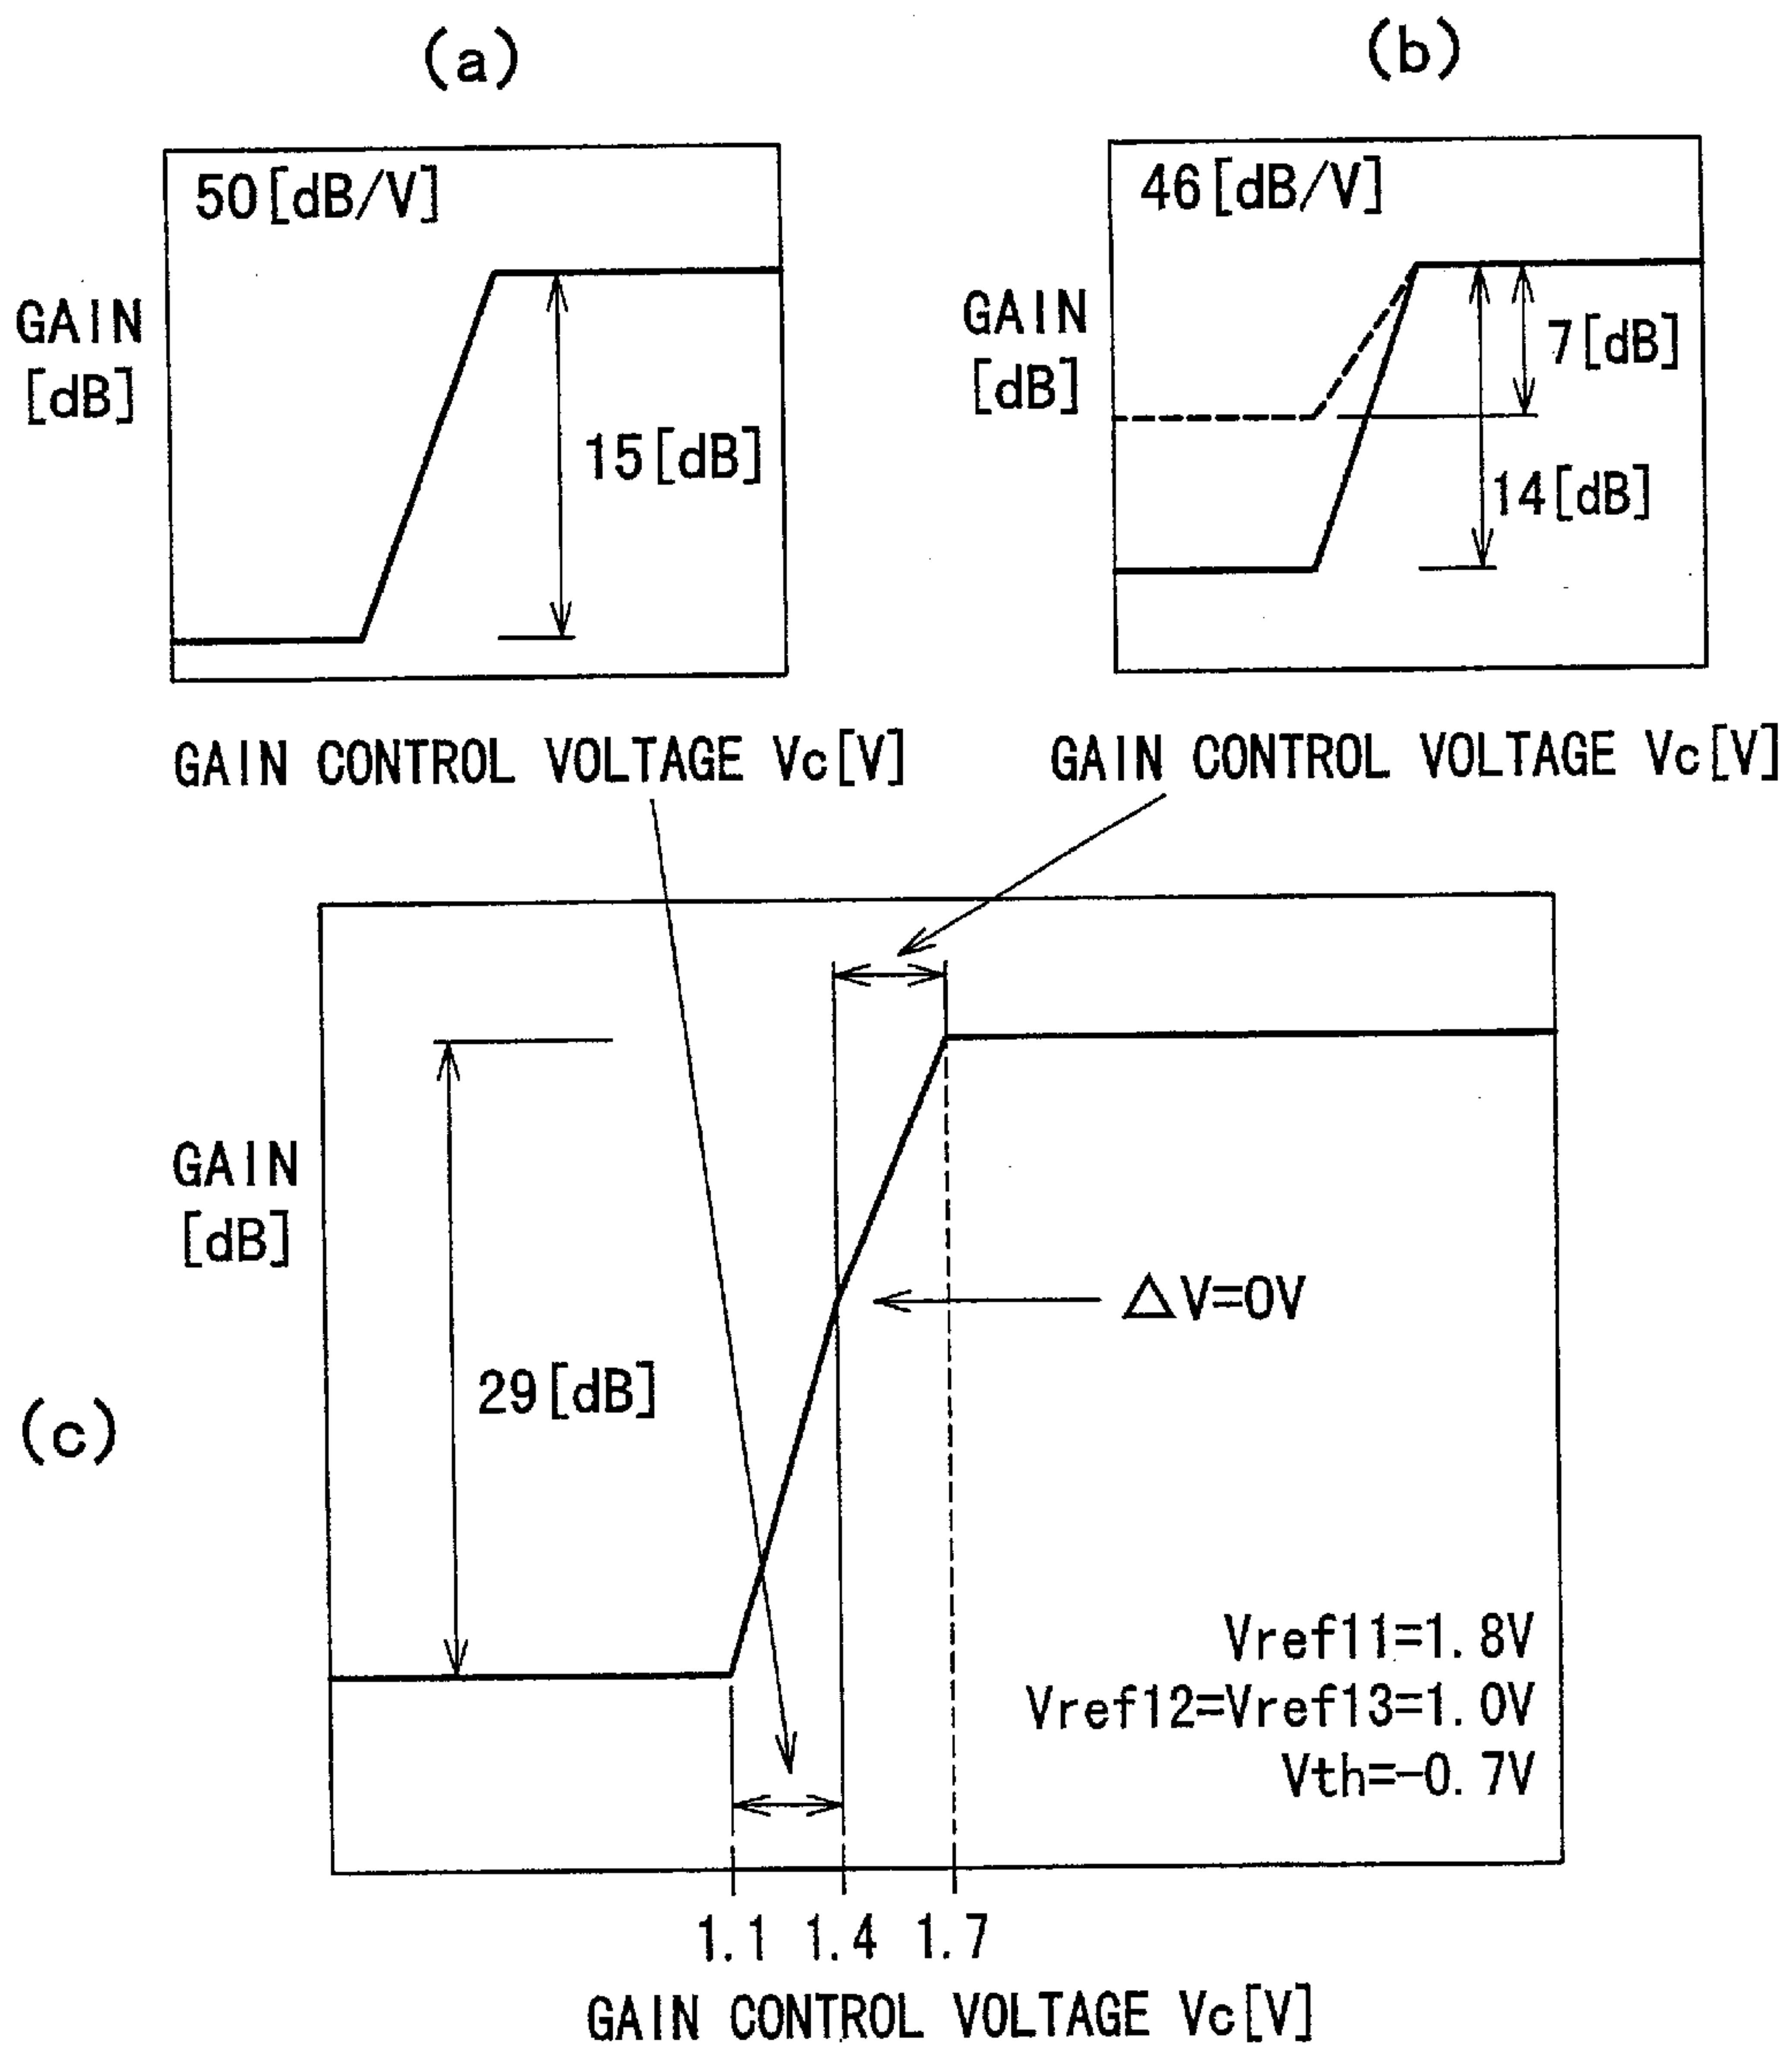 (a)
(b)
50[dB/V]
46[dB/V]
GAIN
[dB]
15[dB]
GAIN
[dB]
7[dB]
14[dB]
GAIN CONTROL VOLTAGE Vc[V]
GAIN CONTROL VOLTAGE Vc[V]
GAIN
[dB]
△V=0V
29[dB]
(c)
Vref11=1.8V
Vref12=Vref13=1.0V
Vth=-0.7V
1.1 1.4 1.7
GAIN CONTROL VOLTAGE Vc[V]